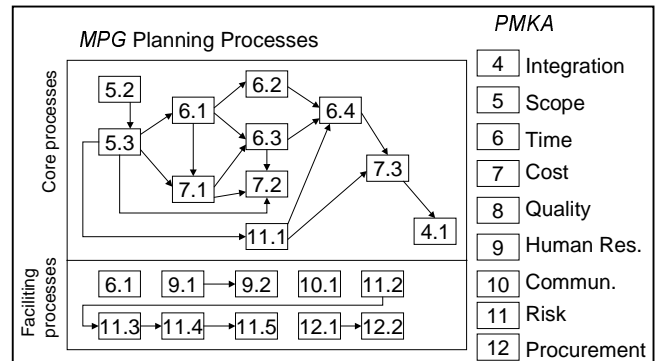 MPG Planning Processes
PMKA
Core processes
5.2
6.2
6.1
6.4
5.3
6.3
7.3
7.1
7.2
11.1
4.1
Faciliting processes
6.1 9.1 9.2 10.1 11.2
11.3 11.4 11.5 12.1 12.2
4 Integration
5 Scope
6 Time
7 Cost
8 Quality
9 Human Res.
10 Commun.
11 Risk
12 Procurement